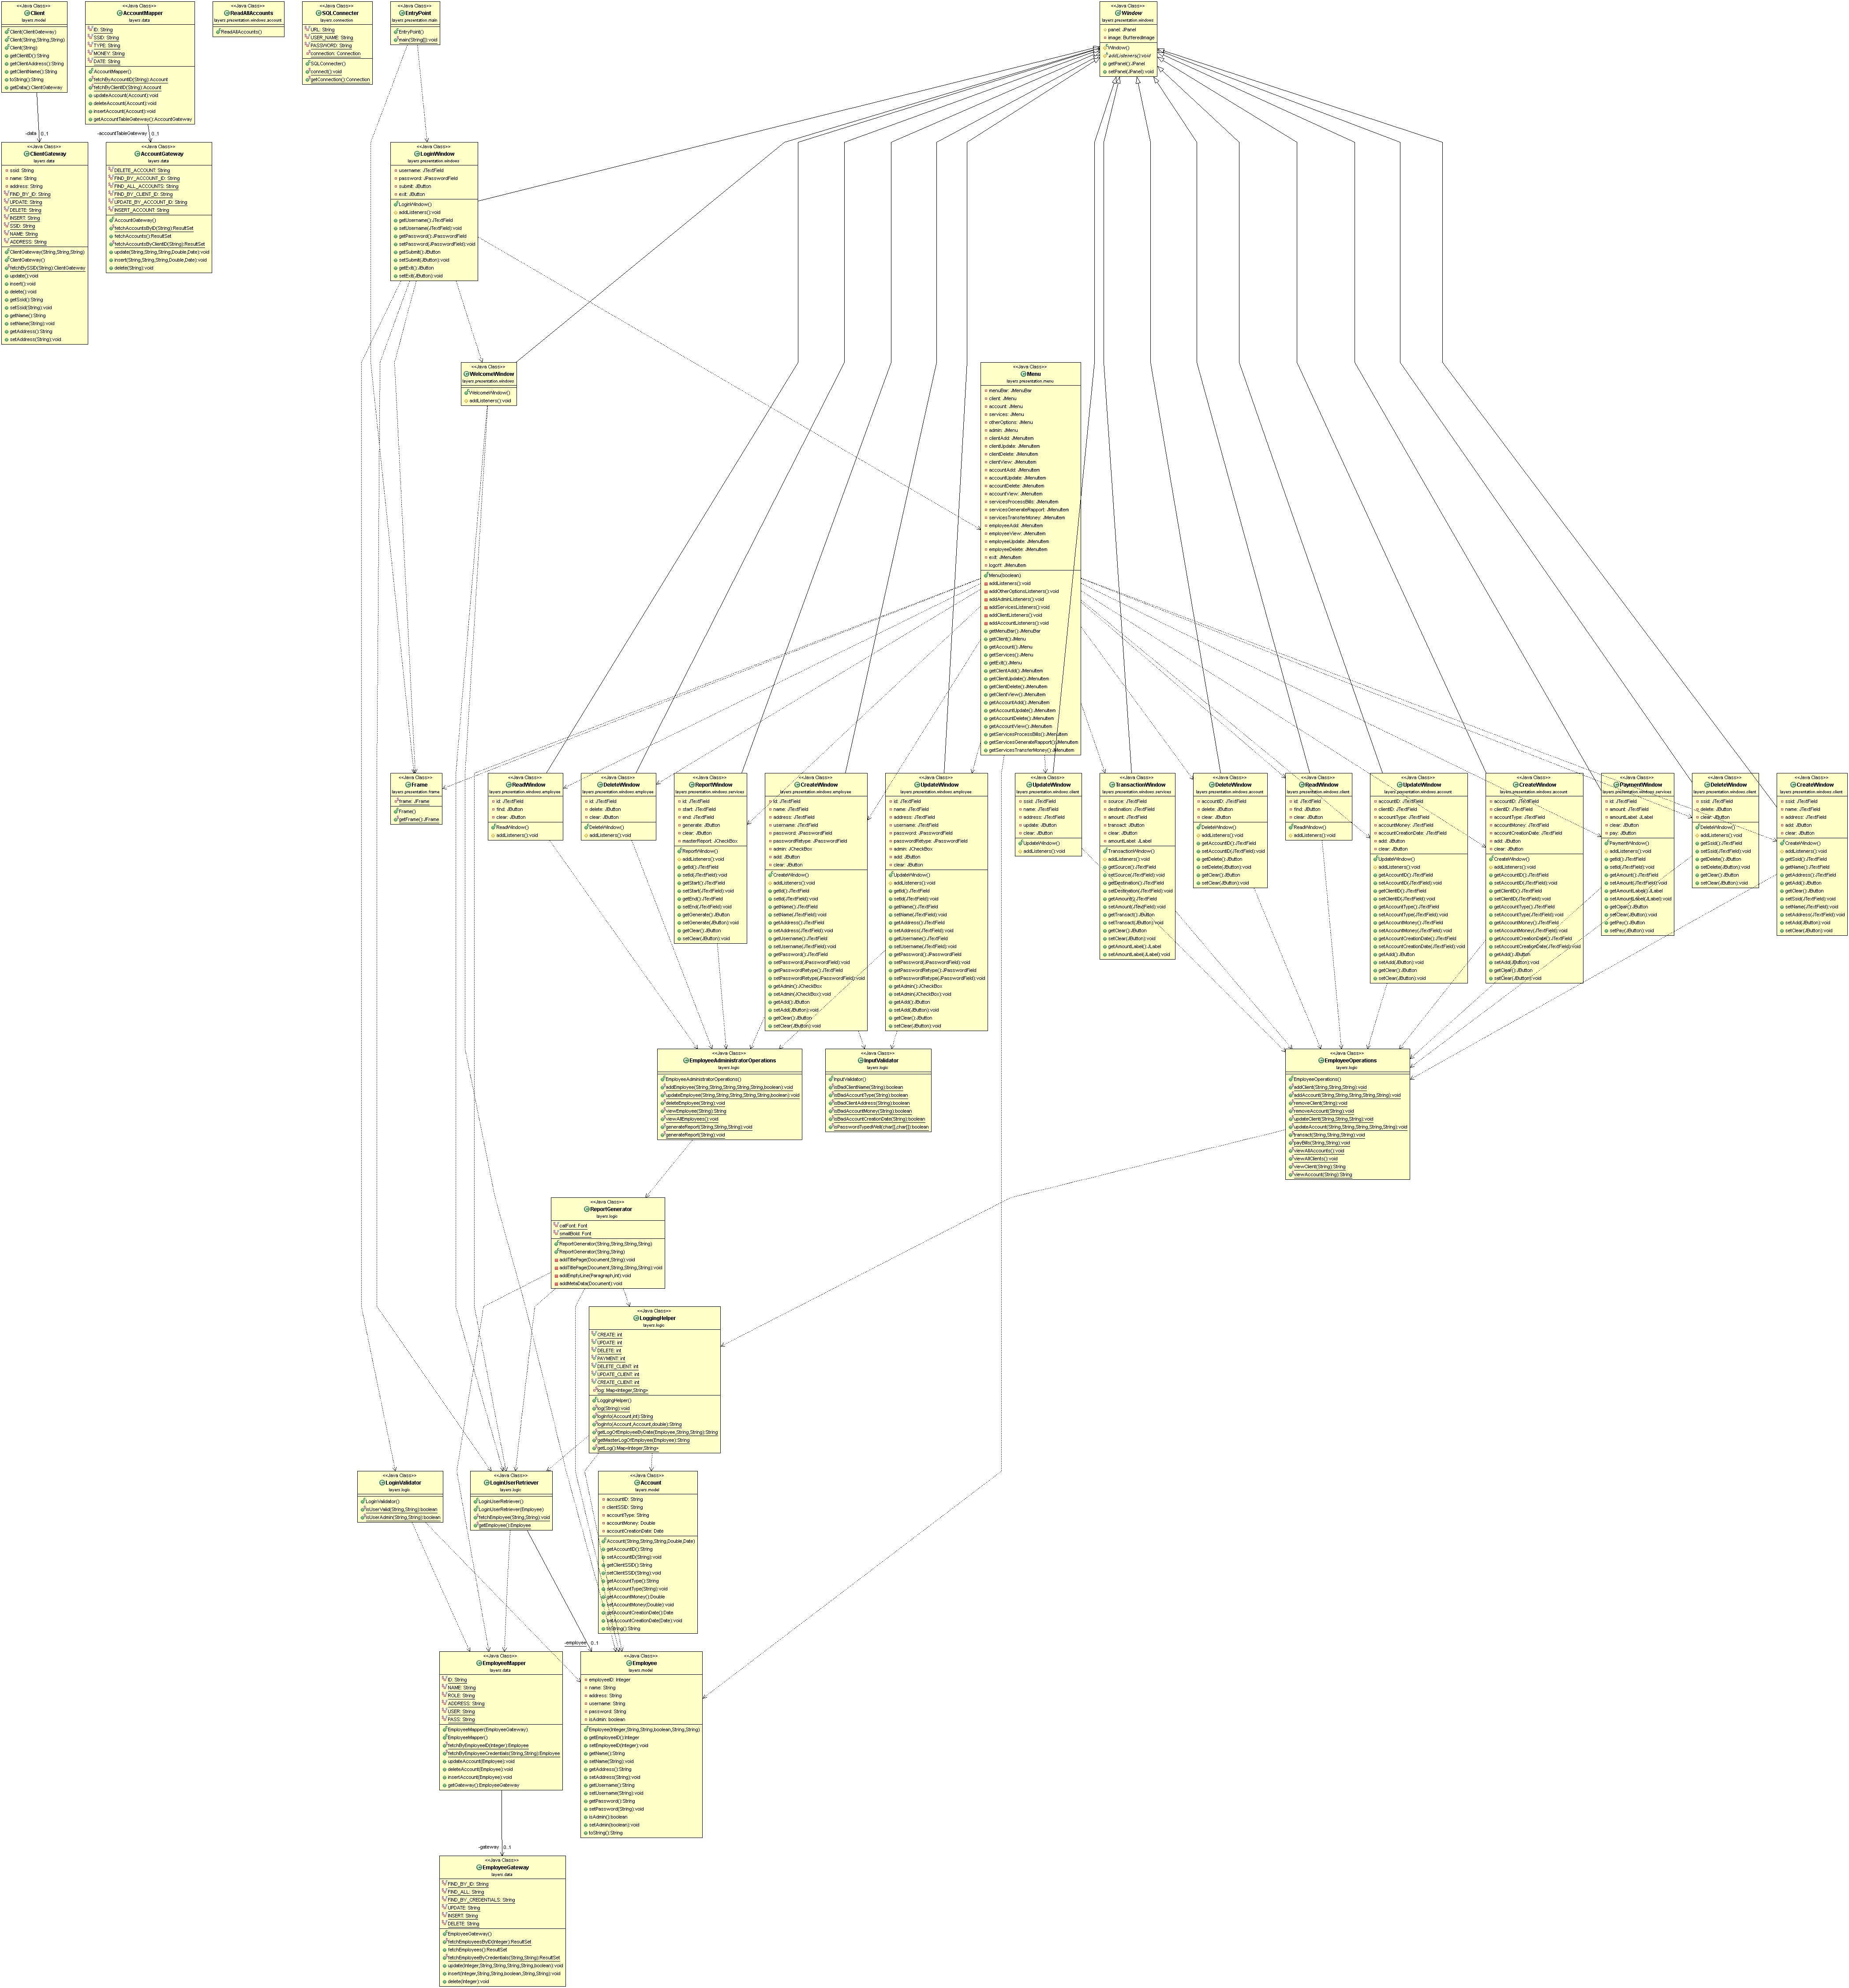 <<Java Class>>
Client
layers.model
Client(ClientGateway)
Client(String,String,String)
Client(String)
getClientID():String
getClientAddress():String
getClientName():String
toString():String
getData():ClientGateway
-data 0..1
<<Java Class>>
AccountMapper
layers.data
ID: String
SSID: String
TYPE: String
MONEY: String
DATE: String
AccountMapper()
fetchByAccountID(String):Account
fetchByClientID(String):Account
updateAccount(Account):void
deleteAccount(Account):void
insertAccount(Account):void
getAccountTableGateway():AccountGateway
-accountTableGateway 0..1
<<Java Class>>
ReadAllAccounts
layers.presentation.windows.account
ReadAllAccounts()
<<Java Class>>
SQLConnecter
layers.connection
URL: String
USER_NAME: String
PASSWORD: String
connection: Connection
SQLConnecter()
connect():void
getConnection():Connection
<<Java Class>>
EntryPoint
layers.presentation.main
EntryPoint()
main(String[]):void
<<Java Class>>
Window
layers.presentation.windows
panel: JPanel
image: BufferedImage
Window()
addListeners():void
getPanel():JPanel
setPanel(JPanel):void
<<Java Class>>
ClientGateway
layers.data
ssid: String
name: String
address: String
FIND_BY_ID: String
UPDATE: String
DELETE: String
INSERT: String
SSID: String
NAME: String
ADDRESS: String
ClientGateway(String,String,String)
ClientGateway()
fetchBySSID(String):ClientGateway
update():void
insert():void
delete():void
getSsid():String
setSsid(String):void
getName():String
setName(String):void
getAddress():String
setAddress(String):void
<<Java Class>>
AccountGateway
layers.data
DELETE_ACCOUNT: String
FIND_BY_ACCOUNT_ID: String
FIND_ALL_ACCOUNTS: String
FIND_BY_CLIENT_ID: String
UPDATE_BY_ACCOUNT_ID: String
INSERT_ACCOUNT: String
AccountGateway()
fetchAccountsByID(String):ResultSet
fetchAccounts():ResultSet
fetchAccountsByClientID(String):ResultSet
update(String,String,String,Double,Date):void
insert(String,String,String,Double,Date):void
delete(String):void
<<Java Class>>
LoginWindow
layers.presentation.windows
username: JTextField
password: JPasswordField
submit: JButton
exit: JButton
LoginWindow()
addListeners():void
getUsername():JTextField
setUsername(JTextField):void
getPassword():JPasswordField
setPassword(JPasswordField):void
getSubmit():JButton
setSubmit(JButton):void
getExit():JButton
setExit(JButton):void
<<Java Class>>
WelcomeWindow
layers.presentation.windows
WelcomeWindow()
addListeners():void
<<Java Class>>
Menu
layers.presentation.menu
menuBar: JMenuBar
client: JMenu
account: JMenu
services: JMenu
otherOptions: JMenu
admin: JMenu
clientAdd: JMenuItem
clientUpdate: JMenuItem
clientDelete: JMenuItem
clientView: JMenuItem
accountAdd: JMenuItem
accountUpdate: JMenuItem
accountDelete: JMenuItem
accountView: JMenuItem
servicesProcessBills: JMenuItem
servicesGenerateRapport: JMenuItem
servicesTransferMoney: JMenuItem
employeeAdd: JMenuItem
employeeView: JMenuItem
employeeUpdate: JMenuItem
employeeDelete: JMenuItem
exit: JMenuItem
logoff: JMenuItem
Menu(boolean)
addListeners():void
addOtherOptionsListeners():void
addAdminListeners():void
addServicesListeners():void
addClientListeners():void
addAccountListeners():void
getMenuBar():JMenuBar
getClient():JMenu
getAccount():JMenu
getServices():JMenu
getExit():JMenu
getClientAdd():JMenuItem
getClientUpdate():JMenuItem
getClientDelete():JMenuItem
getClientView():JMenuItem
getAccountAdd():JMenuItem
getAccountUpdate():JMenuItem
getAccountDelete():JMenuItem
getAccountView():JMenuItem
getServicesProcessBills():JMenuItem
getServicesGenerateRapport():JMenuItem
getServicesTransferMoney():JMenuItem
<<Java Class>>
Frame
layers.presentation.frame
frame: JFrame
Frame()
getFrame():JFrame
<<Java Class>>
ReadWindow
layers.presentation.windows.employee
id: JTextField
find: JButton
clear: JButton
ReadWindow()
addListeners():void
<<Java Class>>
DeleteWindow
layers.presentation.windows.employee
id: JTextField
delete: JButton
clear: JButton
DeleteWindow()
addListeners():void
<<Java Class>>
ReportWindow
layers.presentation.windows.services
id: JTextField
start: JTextField
end: JTextField
generate: JButton
clear: JButton
masterReport: JCheckBox
ReportWindow()
addListeners():void
getId():JTextField
setId(JTextField):void
getStart():JTextField
setStart(JTextField):void
getEnd():JTextField
setEnd(JTextField):void
getGenerate():JButton
setGenerate(JButton):void
getClear():JButton
setClear(JButton):void
<<Java Class>>
CreateWindow
layers.presentation.windows.employee
id: JTextField
name: JTextField
address: JTextField
username: JTextField
password: JPasswordField
passwordRetype: JPasswordField
admin: JCheckBox
add: JButton
clear: JButton
CreateWindow()
addListeners():void
getId():JTextField
setId(JTextField):void
getName():JTextField
setName(JTextField):void
getAddress():JTextField
setAddress(JTextField):void
getUsername():JTextField
setUsername(JTextField):void
getPassword():JTextField
setPassword(JPasswordField):void
getPasswordRetype():JTextField
setPasswordRetype(JPasswordField):void
getAdmin():JCheckBox
setAdmin(JCheckBox):void
getAdd():JButton
setAdd(JButton):void
getClear():JButton
setClear(JButton):void
<<Java Class>>
UpdateWindow
layers.presentation.windows.employee
id: JTextField
name: JTextField
address: JTextField
username: JTextField
password: JPasswordField
passwordRetype: JPasswordField
admin: JCheckBox
add: JButton
clear: JButton
UpdateWindow()
addListeners():void
getId():JTextField
setId(JTextField):void
getName():JTextField
setName(JTextField):void
getAddress():JTextField
setAddress(JTextField):void
getUsername():JTextField
setUsername(JTextField):void
getPassword():JPasswordField
setPassword(JPasswordField):void
getPasswordRetype():JPasswordField
setPasswordRetype(JPasswordField):void
getAdmin():JCheckBox
setAdmin(JCheckBox):void
getAdd():JButton
setAdd(JButton):void
getClear():JButton
setClear(JButton):void
<<Java Class>>
UpdateWindow
layers.presentation.windows.client
ssid: JTextField
name: JTextField
address: JTextField
update: JButton
clear: JButton
UpdateWindow()
addListeners():void
<<Java Class>>
TransactionWindow
layers.presentation.windows.services
source: JTextField
destination: JTextField
amount: JTextField
transact: JButton
clear: JButton
amountLabel: JLabel
TransactionWindow()
addListeners():void
getSource():JTextField
setSource(JTextField):void
getDestination():JTextField
setDestination(JTextField):void
getAmount():JTextField
setAmount(JTextField):void
getTransact():JButton
setTransact(JButton):void
getClear():JButton
setClear(JButton):void
getAmountLabel():JLabel
setAmountLabel(JLabel):void
<<Java Class>>
DeleteWindow
layers.presentation.windows.account
accountID: JTextField
delete: JButton
clear: JButton
DeleteWindow()
addListeners():void
getAccountID():JTextField
setAccountID(JTextField):void
getDelete():JButton
setDelete(JButton):void
getClear():JButton
setClear(JButton):void
<<Java Class>>
ReadWindow
layers.presentation.windows.client
id: JTextField
find: JButton
clear: JButton
ReadWindow()
addListeners():void
<<Java Class>>
UpdateWindow
layers.presentation.windows.account
accountID: JTextField
clientID: JTextField
accountType: JTextField
accountMoney: JTextField
accountCreationDate: JTextField
add: JButton
clear: JButton
UpdateWindow()
addListeners():void
getAccountID():JTextField
setAccountID(JTextField):void
getClientID():JTextField
setClientID(JTextField):void
getAccountType():JTextField
setAccountType(JTextField):void
getAccountMoney():JTextField
setAccountMoney(JTextField):void
getAccountCreationDate():JTextField
setAccountCreationDate(JTextField):void
getAdd():JButton
setAdd(JButton):void
getClear():JButton
setClear(JButton):void
<<Java Class>>
CreateWindow
layers.presentation.windows.account
accountID: JTextField
clientID: JTextField
accountType: JTextField
accountMoney: JTextField
accountCreationDate: JTextField
add: JButton
clear: JButton
CreateWindow()
addListeners():void
getAccountID():JTextField
setAccountID(JTextField):void
getClientID():JTextField
setClientID(JTextField):void
getAccountType():JTextField
setAccountType(JTextField):void
getAccountMoney():JTextField
setAccountMoney(JTextField):void
getAccountCreationDate():JTextField
setAccountCreationDate(JTextField):void
getAdd():JButton
setAdd(JButton):void
getClear():JButton
setClear(JButton):void
<<Java Class>>
PaymentWindow
layers.presentation.windows.services
id: JTextField
amount: JTextField
amountLabel: JLabel
clear: JButton
pay: JButton
PaymentWindow()
addListeners():void
getId():JTextField
setId(JTextField):void
getAmount():JTextField
setAmount(JTextField):void
getAmountLabel():JLabel
setAmountLabel(JLabel):void
getClear():JButton
setClear(JButton):void
getPay():JButton
setPay(JButton):void
<<Java Class>>
DeleteWindow
layers.presentation.windows.client
ssid: JTextField
delete: JButton
clear: JButton
DeleteWindow()
addListeners():void
getSsid():JTextField
setSsid(JTextField):void
getDelete():JButton
setDelete(JButton):void
getClear():JButton
setClear(JButton):void
<<Java Class>>
CreateWindow
layers.presentation.windows.client
ssid: JTextField
name: JTextField
address: JTextField
add: JButton
clear: JButton
CreateWindow()
addListeners():void
getSsid():JTextField
getName():JTextField
getAddress():JTextField
getAdd():JButton
getClear():JButton
setSsid(JTextField):void
setName(JTextField):void
setAddress(JTextField):void
setAdd(JButton):void
setClear(JButton):void
<<Java Class>>
EmployeeAdministratorOperations
layers.logic
EmployeeAdministratorOperations()
addEmployee(String,String,String,String,String,boolean):void
updateEmployee(String,String,String,String,String,boolean):void
deleteEmployee(String):void
viewEmployee(String):String
viewAllEmployees():void
generateReport(String,String,String):void
generateReport(String):void
<<Java Class>>
InputValidator
layers.logic
InputValidator()
isBadClientName(String):boolean
isBadAccountType(String):boolean
isBadClientAddress(String):boolean
isBadAccountMoney(String):boolean
isBadAccountCreationDate(String):boolean
isPasswordTypedWell(char[],char[]):boolean
<<Java Class>>
EmployeeOperations
layers.logic
EmployeeOperations()
addClient(String,String,String):void
addAccount(String,String,String,String,String):void
removeClient(String):void
removeAccount(String):void
updateClient(String,String,String):void
updateAccount(String,String,String,String,String):void
transact(String,String,String):void
payBills(String,String):void
viewAllAccounts():void
viewAllClients():void
viewClient(String):String
viewAccount(String):String
<<Java Class>>
ReportGenerator
layers.logic
catFont: Font
smallBold: Font
ReportGenerator(String,String,String,String)
ReportGenerator(String,String)
addTitlePage(Document,String):void
addTitlePage(Document,String,String,String):void
addEmptyLine(Paragraph,int):void
addMetaData(Document):void
<<Java Class>>
LoggingHelper
layers.logic
CREATE: int
UPDATE: int
DELETE: int
PAYMENT: int
DELETE_CLIENT: int
UPDATE_CLIENT: int
CREATE_CLIENT: int
log: Map<Integer,String>
LoggingHelper()
log(String):void
logInfo(Account,int):String
logInfo(Account,Account,double):String
getLogOfEmployeeByDate(Employee,String,String):String
getMasterLogOfEmployee(Employee):String
getLog():Map<Integer,String>
<<Java Class>>
LoginValidator
layers.logic
LoginValidator()
isUserValid(String,String):boolean
isUserAdmin(String,String):boolean
<<Java Class>>
LoginUserRetriever
layers.logic
LoginUserRetriever()
LoginUserRetriever(Employee)
fetchEmployee(String,String):void
getEmployee():Employee
-employee 0..1
<<Java Class>>
Account
layers.model
accountID: String
clientSSID: String
accountType: String
accountMoney: Double
accountCreationDate: Date
Account(String,String,String,Double,Date)
getAccountID():String
setAccountID(String):void
getClientSSID():String
setClientSSID(String):void
getAccountType():String
setAccountType(String):void
getAccountMoney():Double
setAccountMoney(Double):void
getAccountCreationDate():Date
setAccountCreationDate(Date):void
toString():String
<<Java Class>>
EmployeeMapper
layers.data
ID: String
NAME: String
ROLE: String
ADDRESS: String
USER: String
PASS: String
EmployeeMapper(EmployeeGateway)
EmployeeMapper()
fetchByEmployeeID(Integer):Employee
fetchByEmployeeCredentials(String,String):Employee
updateAccount(Employee):void
deleteAccount(Employee):void
insertAccount(Employee):void
getGateway():EmployeeGateway
-gateway 0..1
<<Java Class>>
Employee
layers.model
employeeID: Integer
name: String
address: String
username: String
password: String
isAdmin: boolean
Employee(Integer,String,String,boolean,String,String)
getEmployeeID():Integer
setEmployeeID(Integer):void
getName():String
setName(String):void
getAddress():String
setAddress(String):void
getUsername():String
setUsername(String):void
getPassword():String
setPassword(String):void
isAdmin():boolean
setAdmin(boolean):void
toString():String
<<Java Class>>
EmployeeGateway
layers.data
FIND_BY_ID: String
FIND_ALL: String
FIND_BY_CREDENTIALS: String
UPDATE: String
INSERT: String
DELETE: String
EmployeeGateway()
fetchEmployeesByID(Integer):ResultSet
fetchEmployees():ResultSet
fetchEmployeeByCredentials(String,String):ResultSet
update(Integer,String,String,String,String,boolean):void
insert(Integer,String,String,boolean,String,String):void
delete(Integer):void